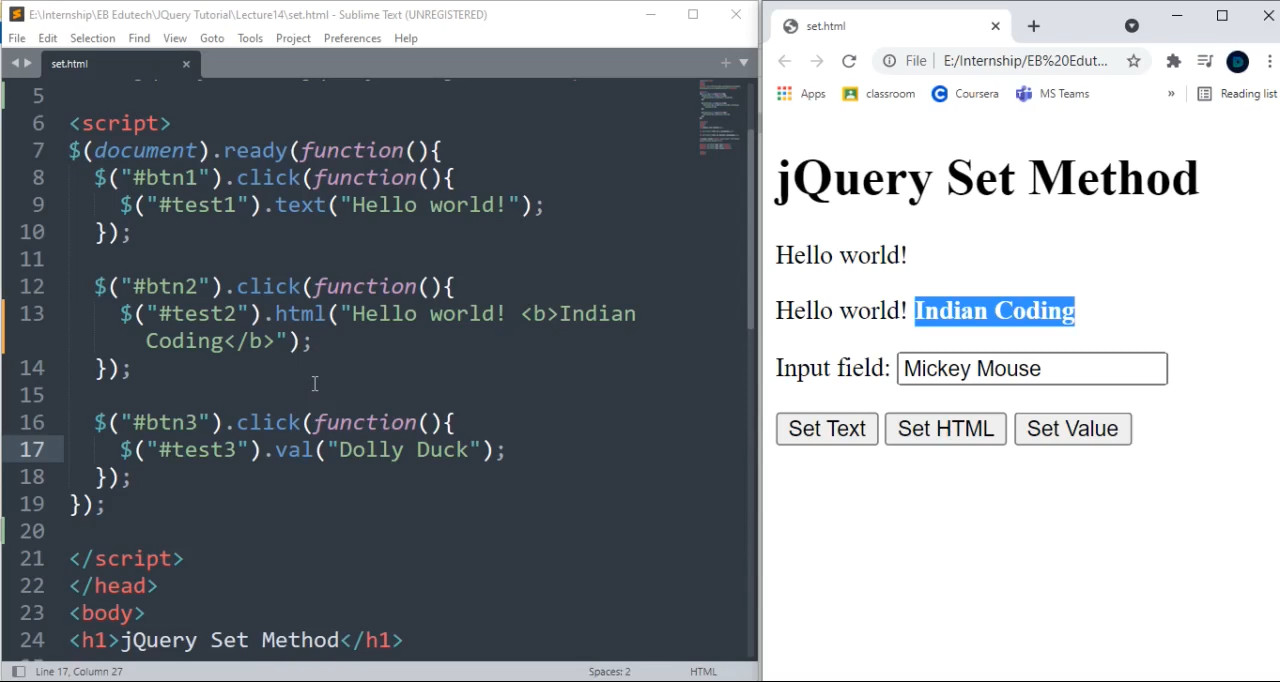 E:\Internship\EB Edutech\JQuery Tutorial\Lecture14\set.html - Sublime Text (UNREGISTERED)
File Edit Selection Find View Goto Tools Project Preferences Help
set.html
5
6 <script>
7 $(document).ready(function(){
8 $("#btn1").click(function(){
9 $("#test1").text("Hello world!");
10 });
11
12 $("#btn2").click(function(){
13 $("#test2").html("Hello world! <b>Indian
Coding</b>");
14 });
15
16 $("#btn3").click(function(){
17 $("#test3").val("Dolly Duck");
18 });
19 });
20
21 </script>
22 </head>
23 <body>
24 <h1>jQuery Set Method</h1>
Line 17, Column 27 Spaces: 2 HTML
set.html
File E:/Internship/EB%20Edut...
Apps classroom Coursera MS Teams » Reading list
jQuery Set Method
Hello world!
Hello world! Indian Coding
Input field: Mickey Mouse
Set Text Set HTML Set Value